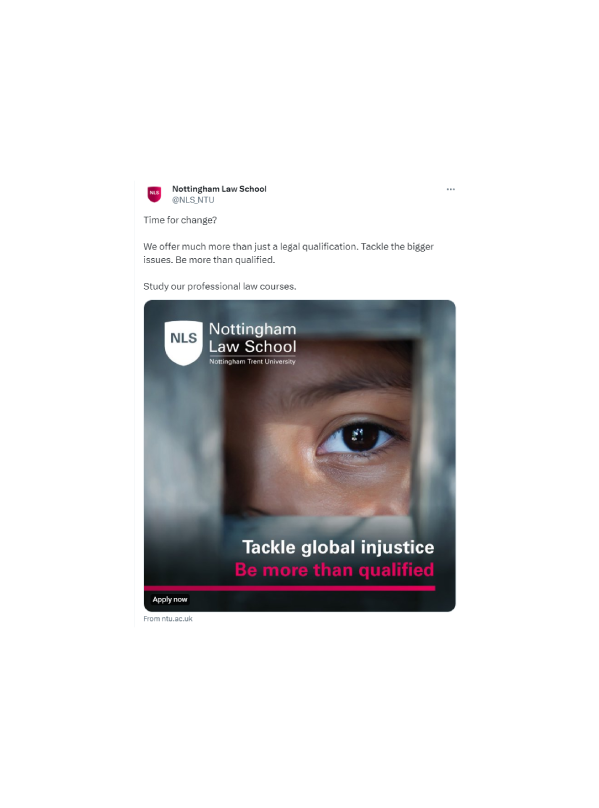 NLS
Nottingham Law School
@NLS_NTU
Time for change?
We offer much more than just a legal qualification. Tackle the bigger
issues. Be more than qualified.
Study our professional law courses.
NLS
Nottingham
Law School
Nottingham Trent University
Tackle global injustice
Be more than qualified
Apply now
From ntu.ac.uk